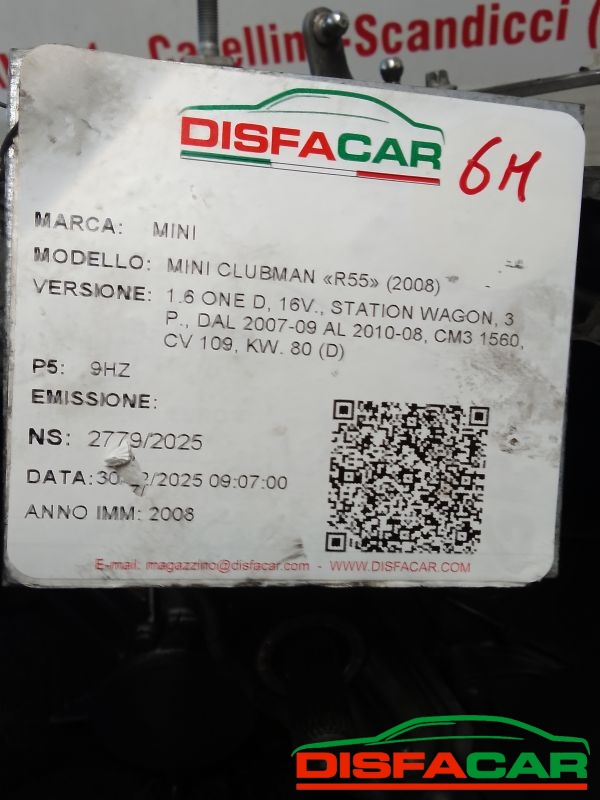 Casellina-Scandicci (
DISFACAR
6M
MARCA: MINI
MODELLO: MINI CLUBMAN «R55» (2008)
VERSIONE: 1.6 ONE D, 16V., STATION WAGON, 3
P., DAL 2007-09 AL 2010-08, CM3 1560,
CV 109, KW. 80 (D)
P5: 9HZ
EMISSIONE:
NS: 2779/2025
DATA: /2025 09:07:00
ANNO IMM: 2008
E-mail: magazzino@disfacar.com - WWW.DISFACAR.COM
DISFACAR